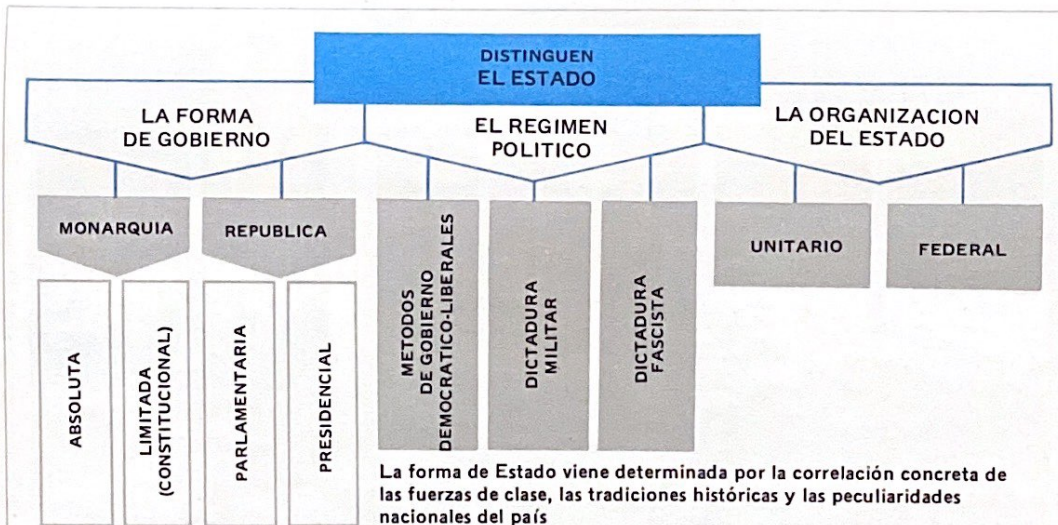 DISTINGUEN
EL ESTADO
LA FORMA
DE GOBIERNO
EL REGIMEN
POLITICO
LA ORGANIZACION
DEL ESTADO
MONARQUIA
REPUBLICA
UNITARIO
FEDERAL
ABSOLUTA
LIMITADA
(CONSTITUCIONAL)
PARLAMENTARIA
PRESIDENCIAL
METODOS
DE GOBIERNO
DEMOCRATICO-LIBERALES
DICTADURA
MILITAR
DICTADURA
FASCISTA
La forma de Estado viene determinada por la correlación concreta de
las fuerzas de clase, las tradiciones históricas y las peculiaridades
nacionales del país